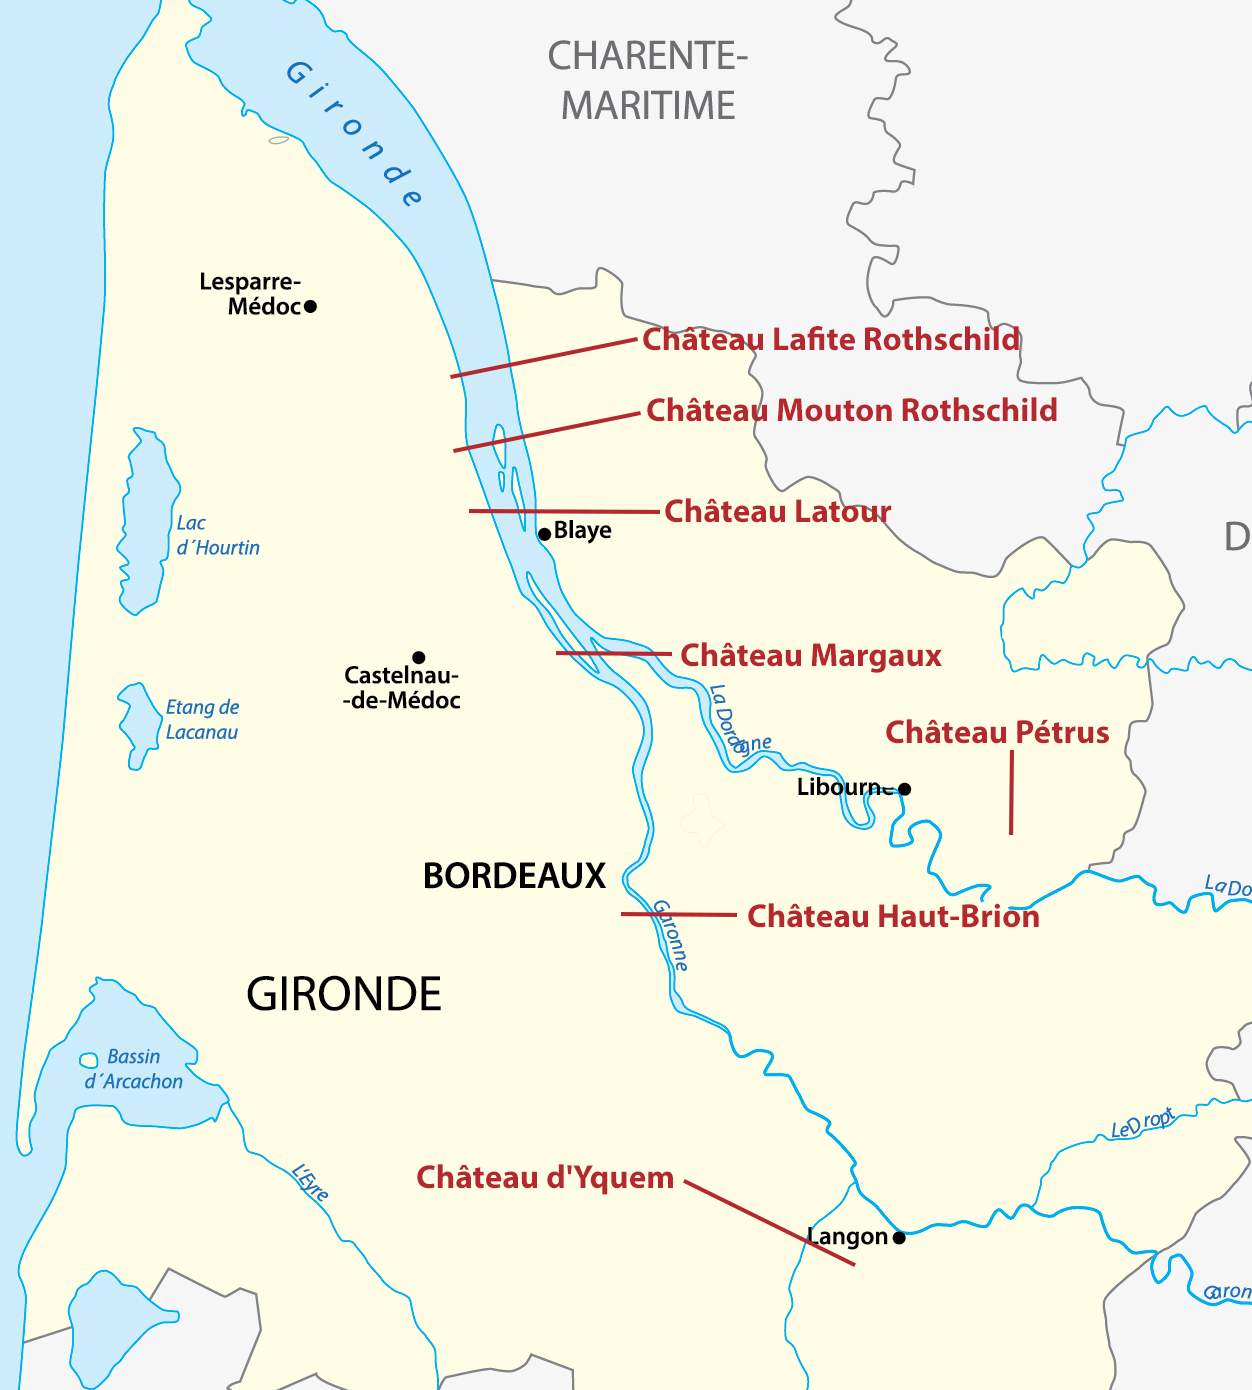 CHARENTE-
MARITIME
Gironde
Lesparre-
Médoc
Château Lafite Rothschild
Château Mouton Rothschild
Château Latour
Blaye
D
Lac
d´Hourtin
Château Margaux
Castelnau-
-de-Médoc
Etang de
Lacanau
La Dordogne
Château Pétrus
Libourne
BORDEAUX
La Do
Château Haut-Brion
Garonne
GIRONDE
Bassin
d´Arcachon
Le Dropt
L'Eyre
Château d'Yquem
Langon
Garon